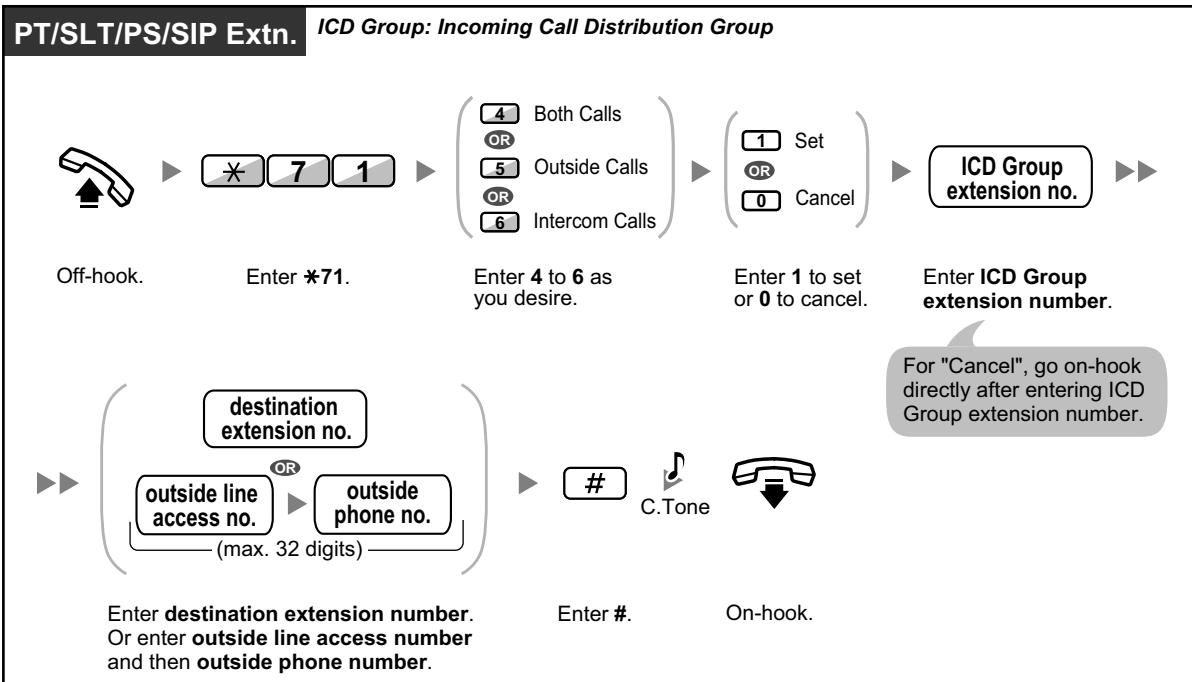 PT/SLT/PS/SIP Extn.
ICD Group: Incoming Call Distribution Group
✳ 7 1
4 Both Calls
OR
5 Outside Calls
OR
6 Intercom Calls
1 Set
OR
0 Cancel
ICD Group
extension no.
Off-hook.
Enter ✳71.
Enter 4 to 6 as
you desire.
Enter 1 to set
or 0 to cancel.
Enter ICD Group
extension number.
For "Cancel", go on-hook
directly after entering ICD
Group extension number.
destination
extension no.
OR
outside line
access no.
outside
phone no.
(max. 32 digits)
#
C.Tone
Enter destination extension number.
Or enter outside line access number
and then outside phone number.
Enter #.
On-hook.